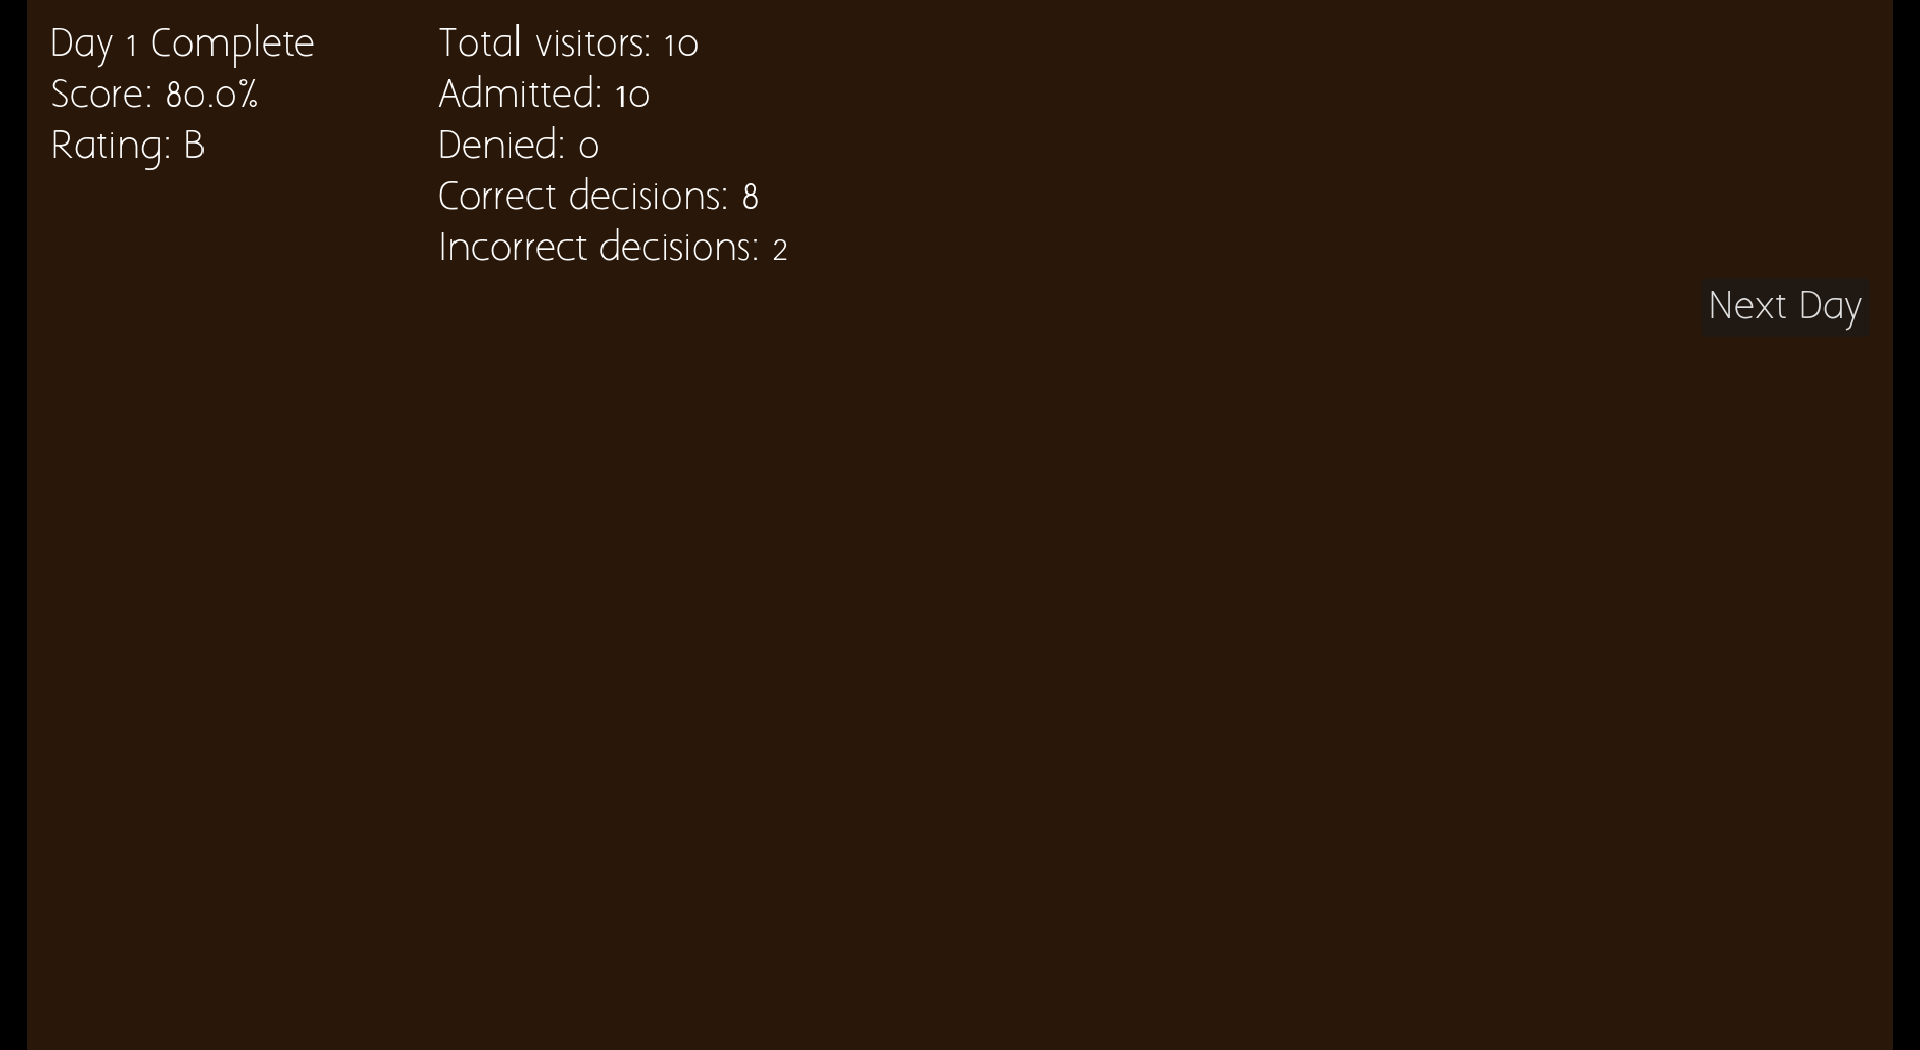 Day 1 Complete
Score: 80.0%
Rating: B
Total visitors: 10
Admitted: 10
Denied: 0
Correct decisions: 8
Incorrect decisions: 2
Next Day